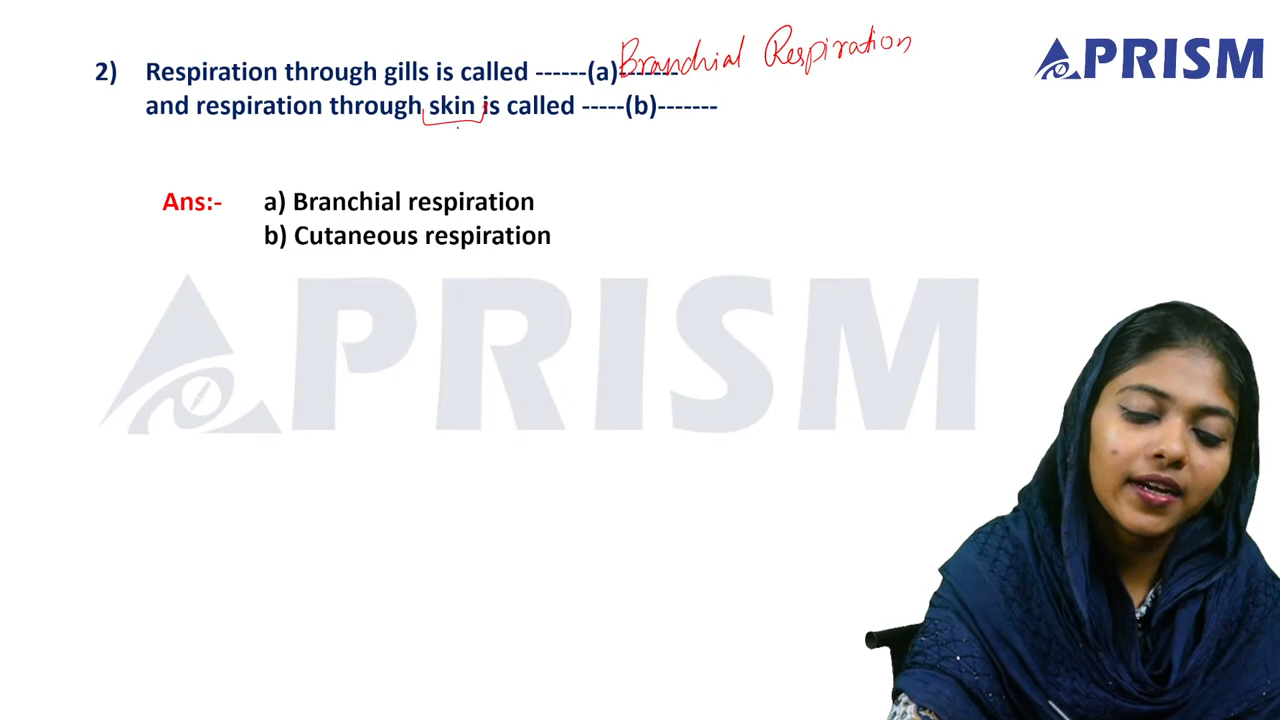 Branchial Respiration
PRISM
2) Respiration through gills is called ------(a)-------
and respiration through skin is called -----(b)-------
Ans:- a) Branchial respiration
b) Cutaneous respiration
PRISM